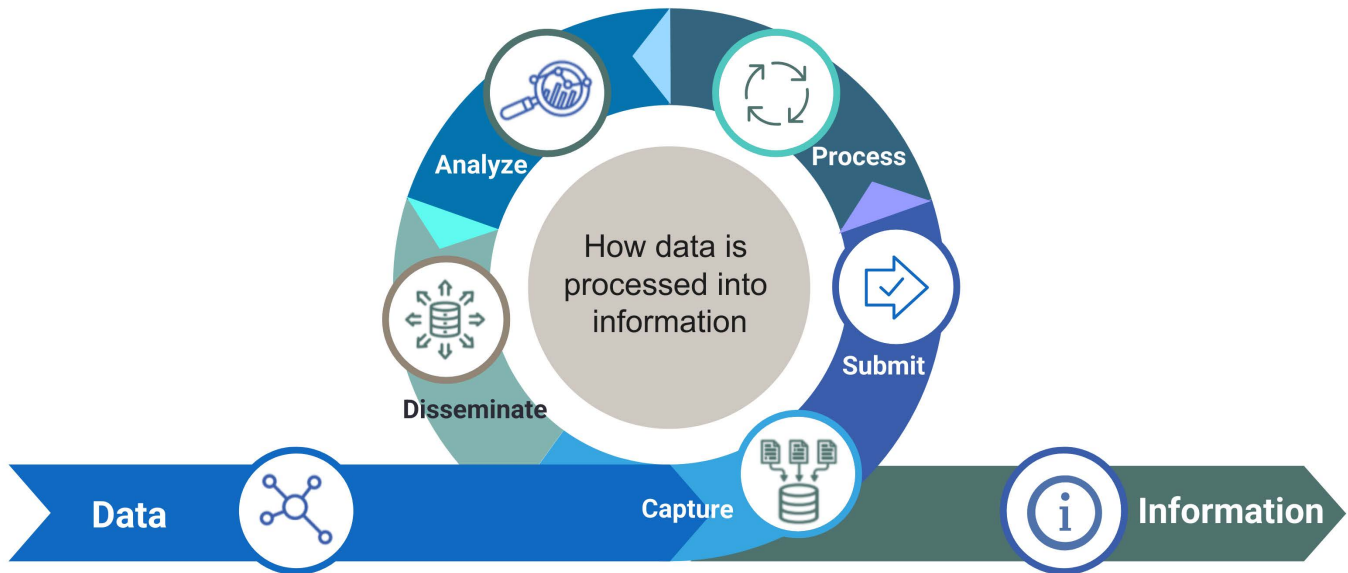 Analyze
Process
How data is
processed into
information
Submit
Disseminate
Data
Capture
i
Information